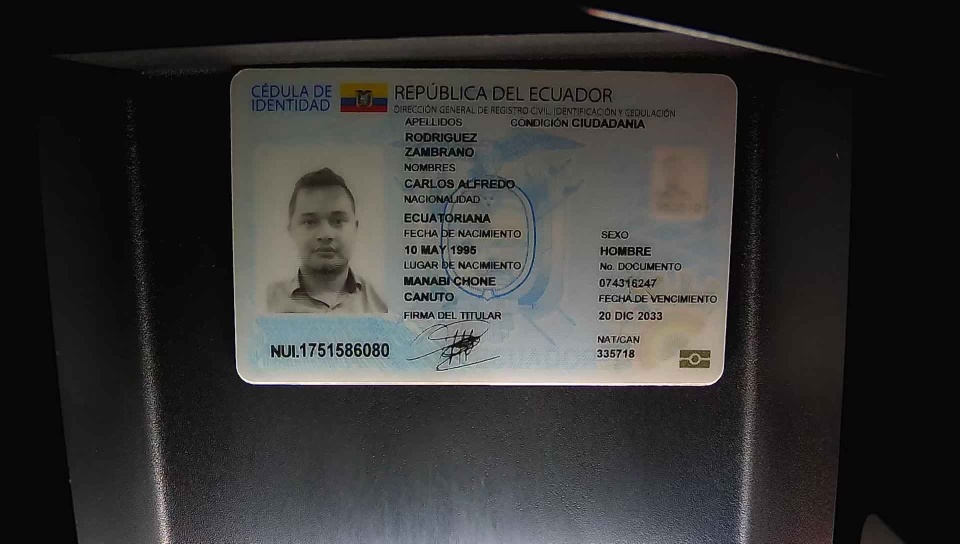 CÉDULA DE
IDENTIDAD
REPÚBLICA DEL ECUADOR
DIRECCIÓN GENERAL DE REGISTRO CIVIL, IDENTIFICACIÓN Y CEDULACIÓN
APELLIDOS
CONDICIÓN CIUDADANIA
RODRIGUEZ
ZAMBRANO
NOMBRES
CARLOS ALFREDO
NACIONALIDAD
ECUATORIANA
FECHA DE NACIMIENTO
10 MAY 1995
LUGAR DE NACIMIENTO
MANABI CHONE
CANUTO
FIRMA DEL TITULAR
SEXO
HOMBRE
No. DOCUMENTO
074316247
FECHA DE VENCIMIENTO
20 DIC 2033
NAT/CAN
335718
NUI.1751586080